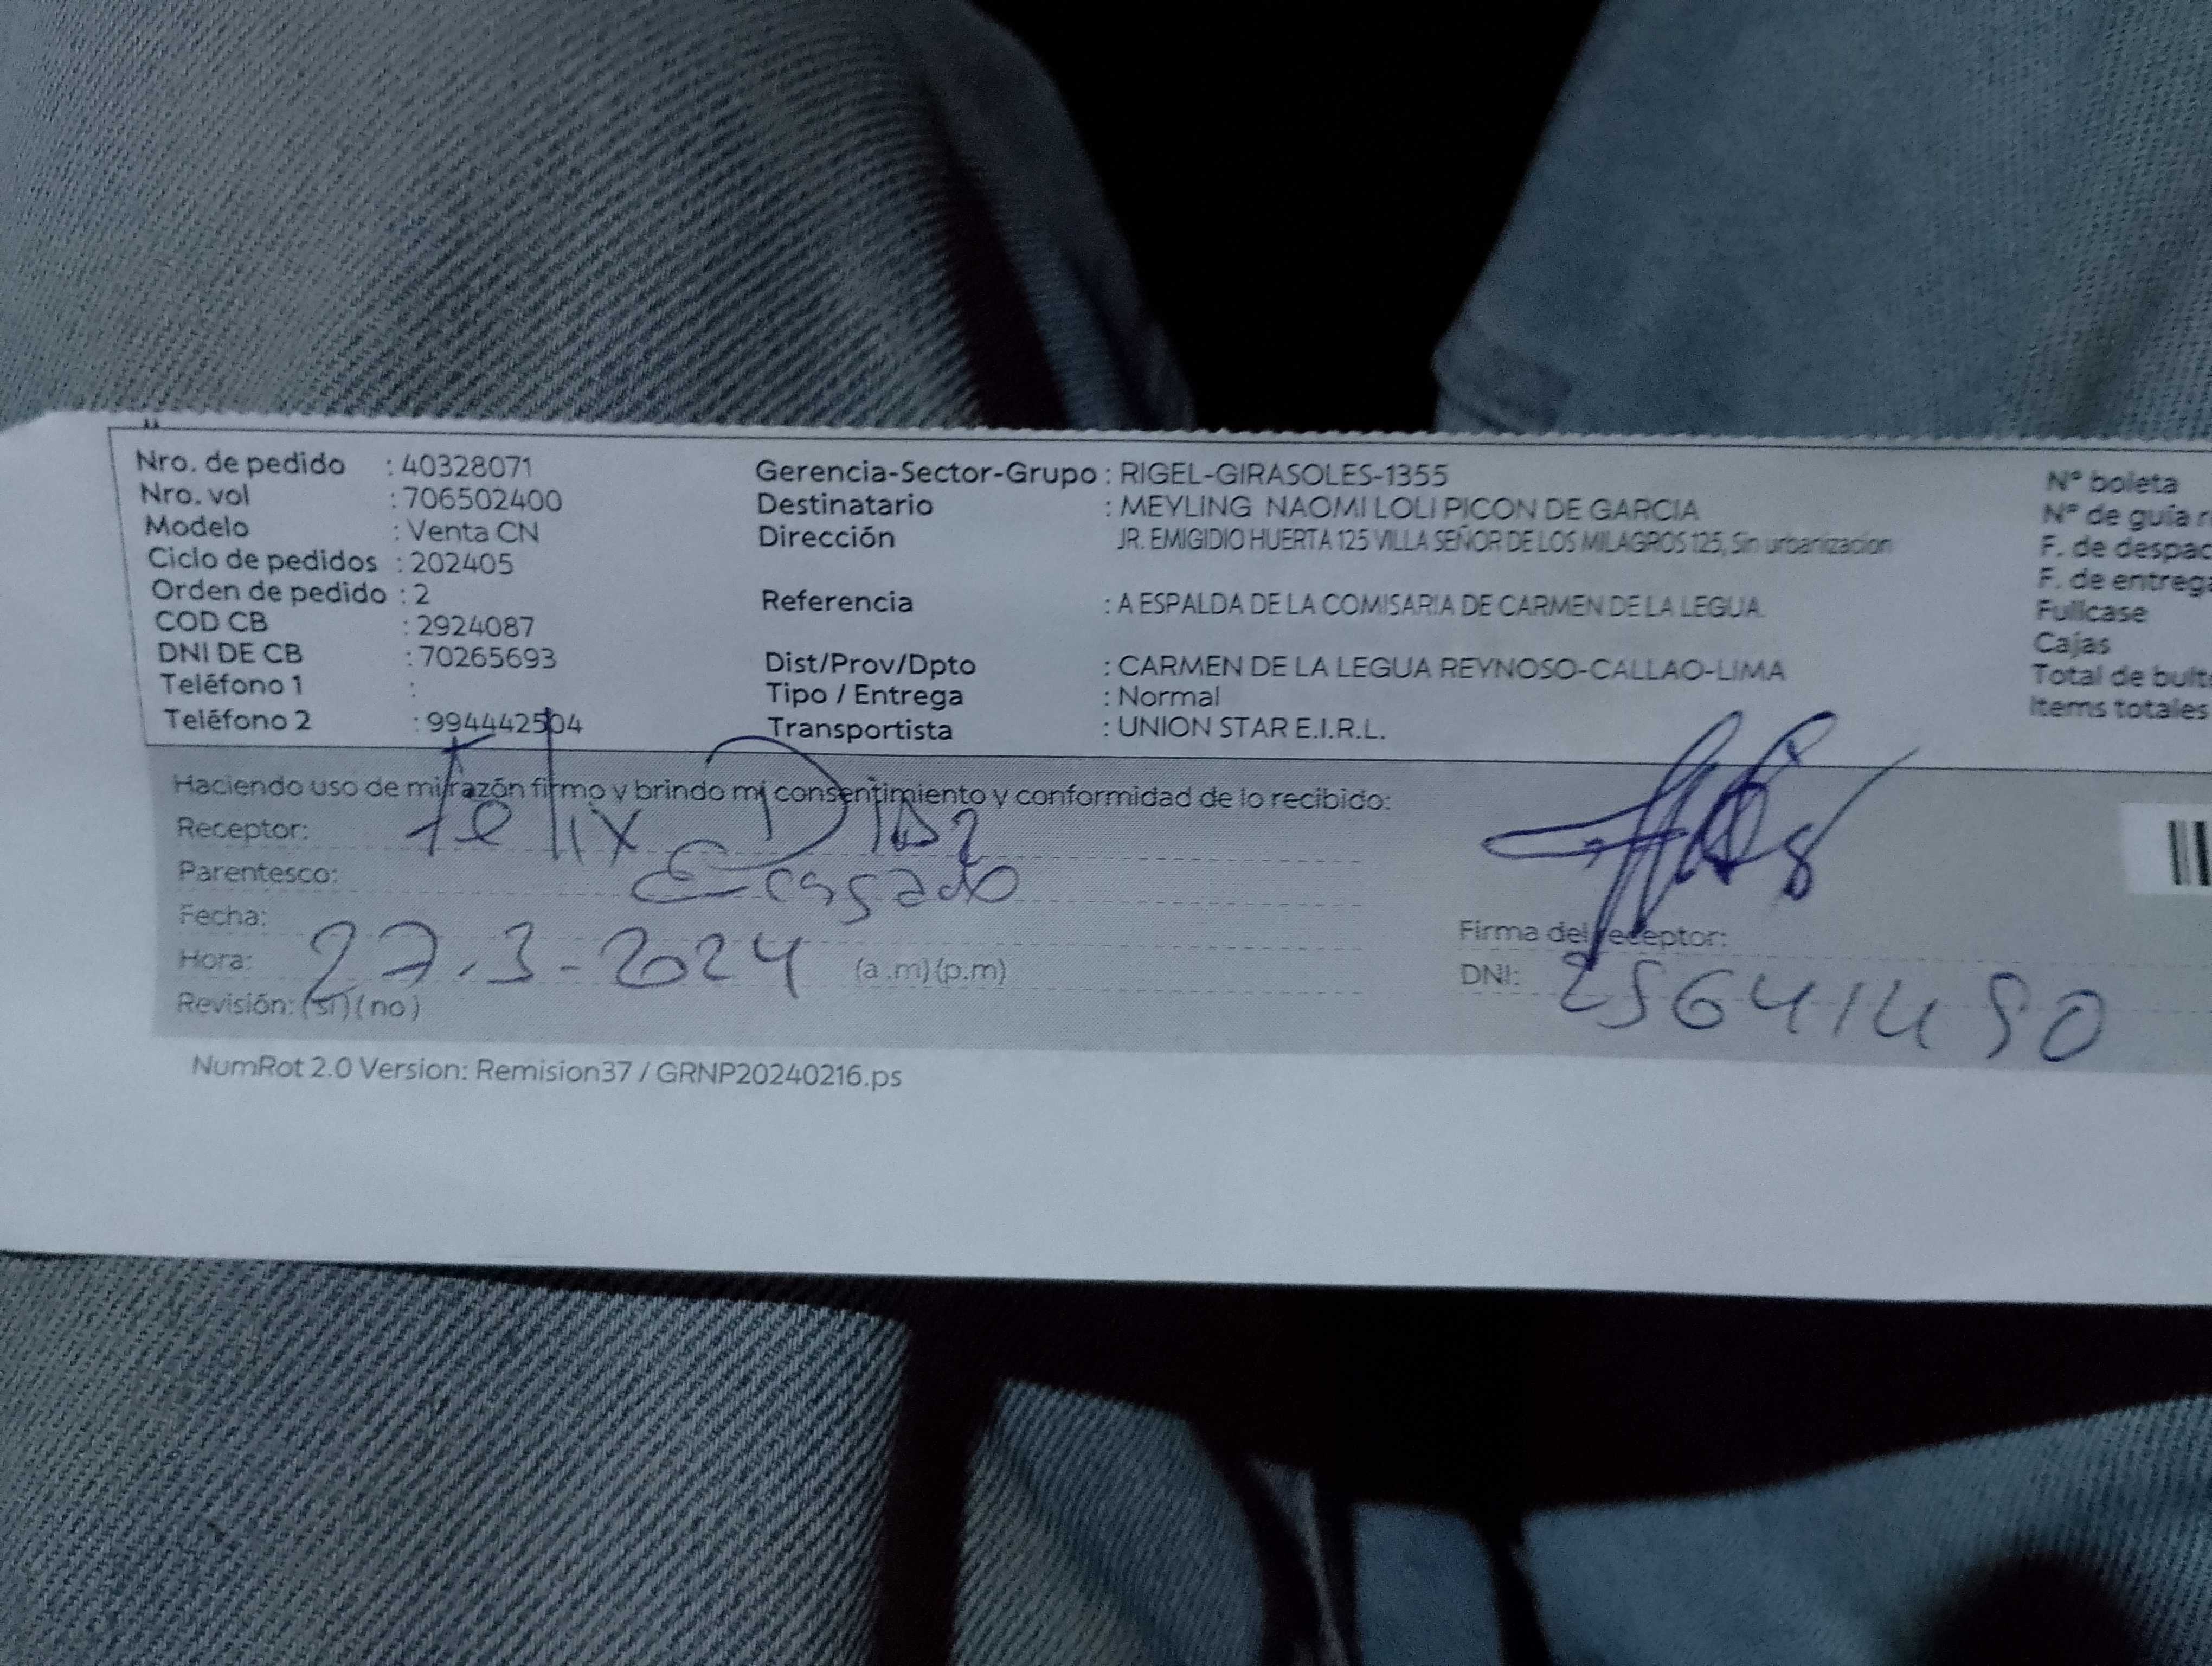 Nro. de pedido : 40328071
Nro. vol : 706502400
Modelo : Venta CN
Ciclo de pedidos : 202405
Orden de pedido : 2
COD CB : 2924087
DNI DE CB : 70265693
Teléfono 1 :
Teléfono 2 : 994442504
Gerencia-Sector-Grupo : RIGEL-GIRASOLES-1355
Destinatario : MEYLING NAOMI LOLI PICON DE GARCIA
Dirección JR. EMIGIDIO HUERTA 125 VILLA SEÑOR DE LOS MILAGROS 125, Sin urbanizacion
Referencia : A ESPALDA DE LA COMISARIA DE CARMEN DE LA LEGUA
Dist/Prov/Dpto : CARMEN DE LA LEGUA REYNOSO-CALLAO-LIMA
Tipo / Entrega : Normal
Transportista : UNION STAR E.I.R.L.
Nº boleta
Nº de guía
F. de despac
F. de entrega
Fullcase
Cajas
Total de bult
Items totales
Haciendo uso de mi razón firmo y brindo mi consentimiento y conformidad de lo recibido:
Receptor: Felix Diaz
Parentesco:
Fecha:
Hora: 27.3-2024 (a.m)(p.m)
Revisión: (si)(no)
Firma del receptor:
DNI:
NumRot 2.0 Version: Remision37 / GRNP20240216.ps